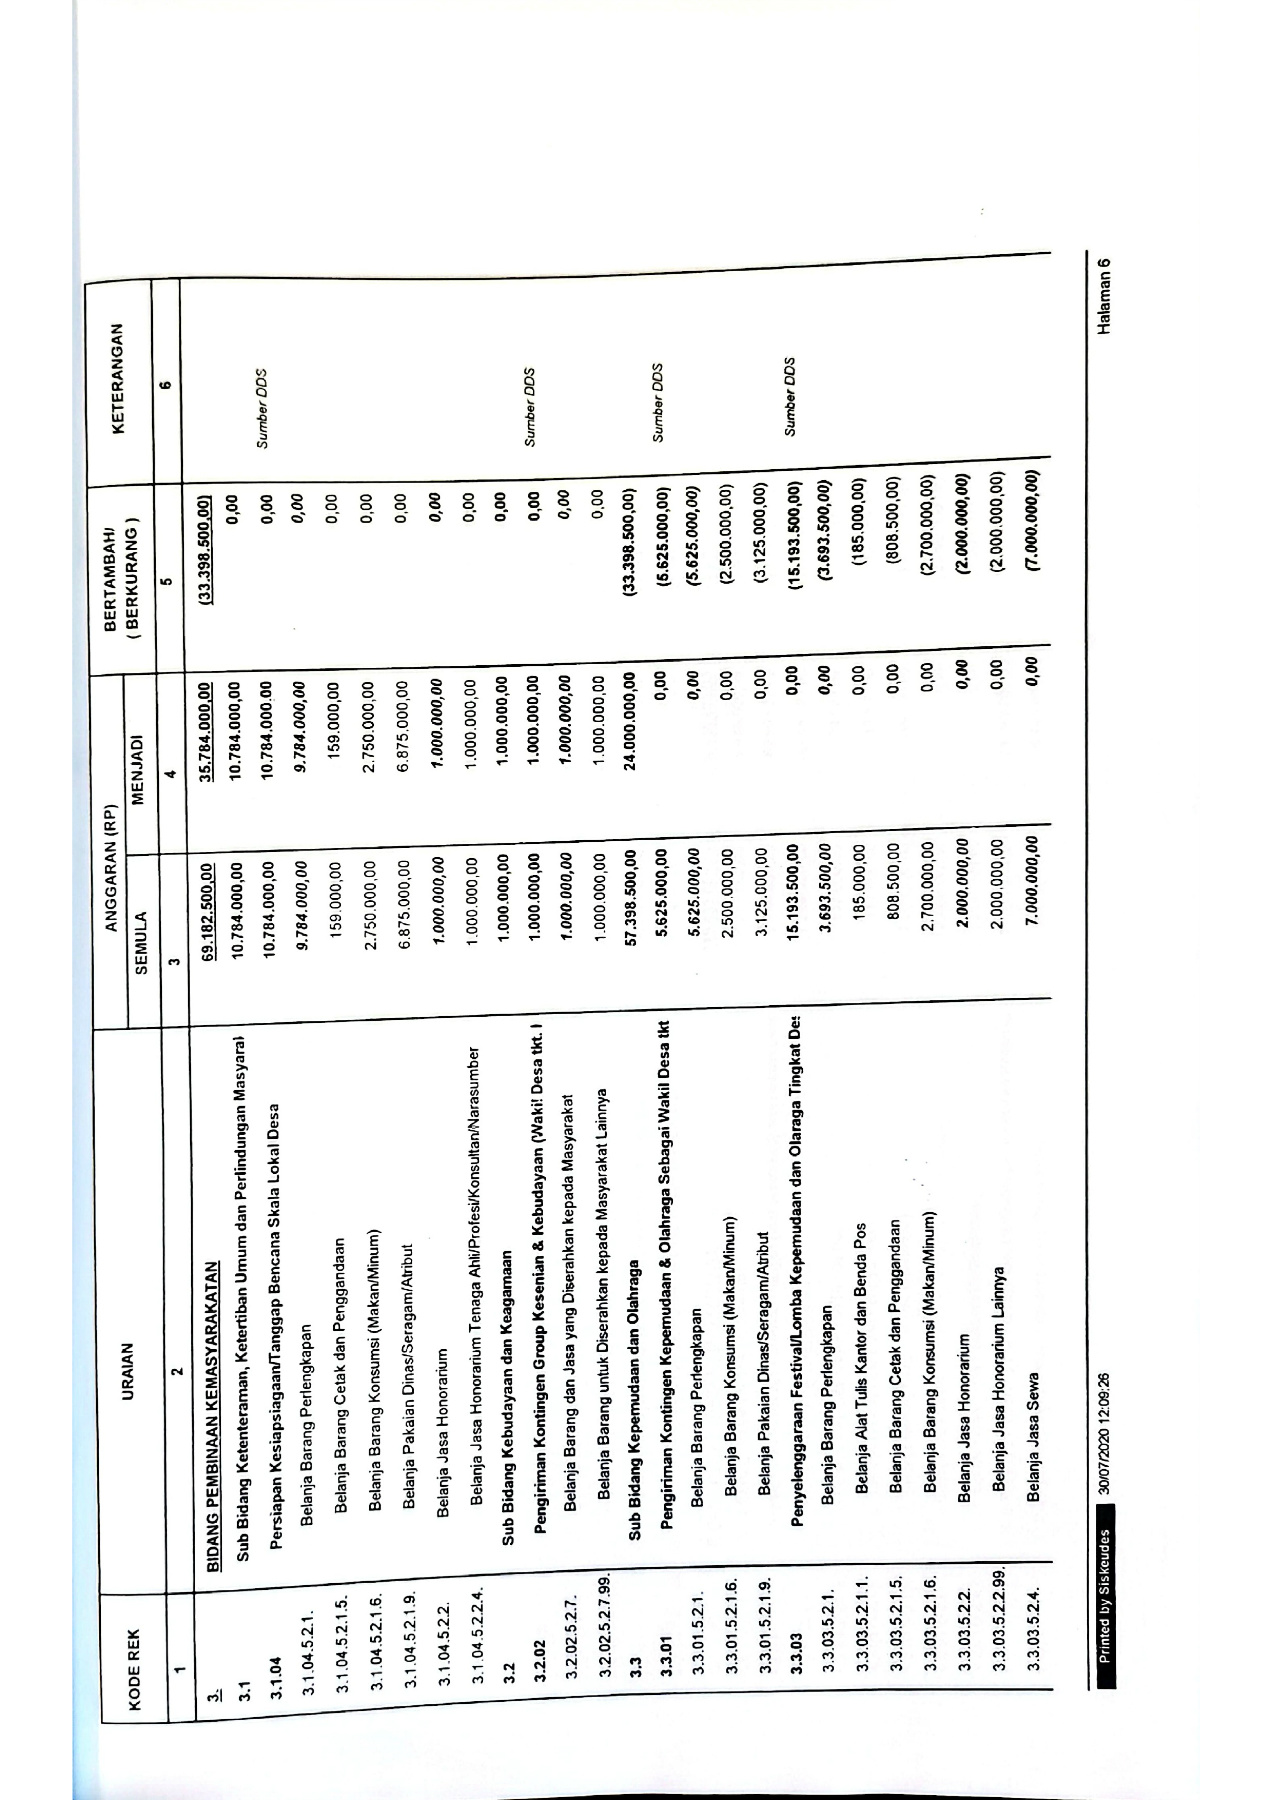 KODE REK URAIAN ANGGARAN (RP) BERTAMBAH/ KETERANGAN
SEMULA MENJADI ( BERKURANG )
1 2 3 4 5 6
3. BIDANG PEMBINAAN KEMASYARAKATAN 69.182.500,00 35.784.000,00 (33.398.500,00)
3.1 Sub Bidang Ketenteraman, Ketertiban Umum dan Perlindungan Masyaral 10.784.000,00 10.784.000,00 0,00
3.1.04 Persiapan Kesiapsiagaan/Tanggap Bencana Skala Lokal Desa 10.784.000,00 10.784.000,00 0,00 Sumber DDS
3.1.04.5.2.1. Belanja Barang Perlengkapan 9.784.000,00 9.784.000,00 0,00
3.1.04.5.2.1.5. Belanja Barang Cetak dan Penggandaan 159.000,00 159.000,00 0,00
3.1.04.5.2.1.6. Belanja Barang Konsumsi (Makan/Minum) 2.750.000,00 2.750.000,00 0,00
3.1.04.5.2.1.9. Belanja Pakaian Dinas/Seragam/Atribut 6.875.000,00 6.875.000,00 0,00
3.1.04.5.2.2. Belanja Jasa Honorarium 1.000.000,00 1.000.000,00 0,00
3.1.04.5.2.2.4. Belanja Jasa Honorarium Tenaga Ahli/Profesi/Konsultan/Narasumber 1.000.000,00 1.000.000,00 0,00
3.2 Sub Bidang Kebudayaan dan Keagamaan 1.000.000,00 1.000.000,00 0,00
3.2.02 Pengiriman Kontingen Group Kesenian & Kebudayaan (Wakil Desa tkt. 1.000.000,00 1.000.000,00 0,00 Sumber DDS
3.2.02.5.2.7. Belanja Barang dan Jasa yang Diserahkan kepada Masyarakat 1.000.000,00 1.000.000,00 0,00
3.2.02.5.2.7.99. Belanja Barang untuk Diserahkan kepada Masyarakat Lainnya 1.000.000,00 1.000.000,00 0,00
3.3 Sub Bidang Kepemudaan dan Olahraga 57.398.500,00 24.000.000,00 (33.398.500,00)
3.3.01 Pengiriman Kontingen Kepemudaan & Olahraga Sebagai Wakil Desa tkt 5.625.000,00 0,00 (5.625.000,00) Sumber DDS
3.3.01.5.2.1. Belanja Barang Perlengkapan 5.625.000,00 0,00 (5.625.000,00)
3.3.01.5.2.1.6. Belanja Barang Konsumsi (Makan/Minum) 2.500.000,00 0,00 (2.500.000,00)
3.3.01.5.2.1.9. Belanja Pakaian Dinas/Seragam/Atribut 3.125.000,00 0,00 (3.125.000,00)
3.3.03 Penyelenggaraan Festival/Lomba Kepemudaan dan Olaraga Tingkat Des 15.193.500,00 0,00 (15.193.500,00) Sumber DDS
3.3.03.5.2.1. Belanja Barang Perlengkapan 3.693.500,00 0,00 (3.693.500,00)
3.3.03.5.2.1.1. Belanja Alat Tulis Kantor dan Benda Pos 185.000,00 0,00 (185.000,00)
3.3.03.5.2.1.5. Belanja Barang Cetak dan Penggandaan 808.500,00 0,00 (808.500,00)
3.3.03.5.2.1.6. Belanja Barang Konsumsi (Makan/Minum) 2.700.000,00 0,00 (2.700.000,00)
3.3.03.5.2.2. Belanja Jasa Honorarium 2.000.000,00 0,00 (2.000.000,00)
3.3.03.5.2.2.99. Belanja Jasa Honorarium Lainnya 2.000.000,00 0,00 (2.000.000,00)
3.3.03.5.2.4. Belanja Jasa Sewa 7.000.000,00 0,00 (7.000.000,00)
Printed by Siskeudes 30/07/2020 12:09:26 Halaman 6